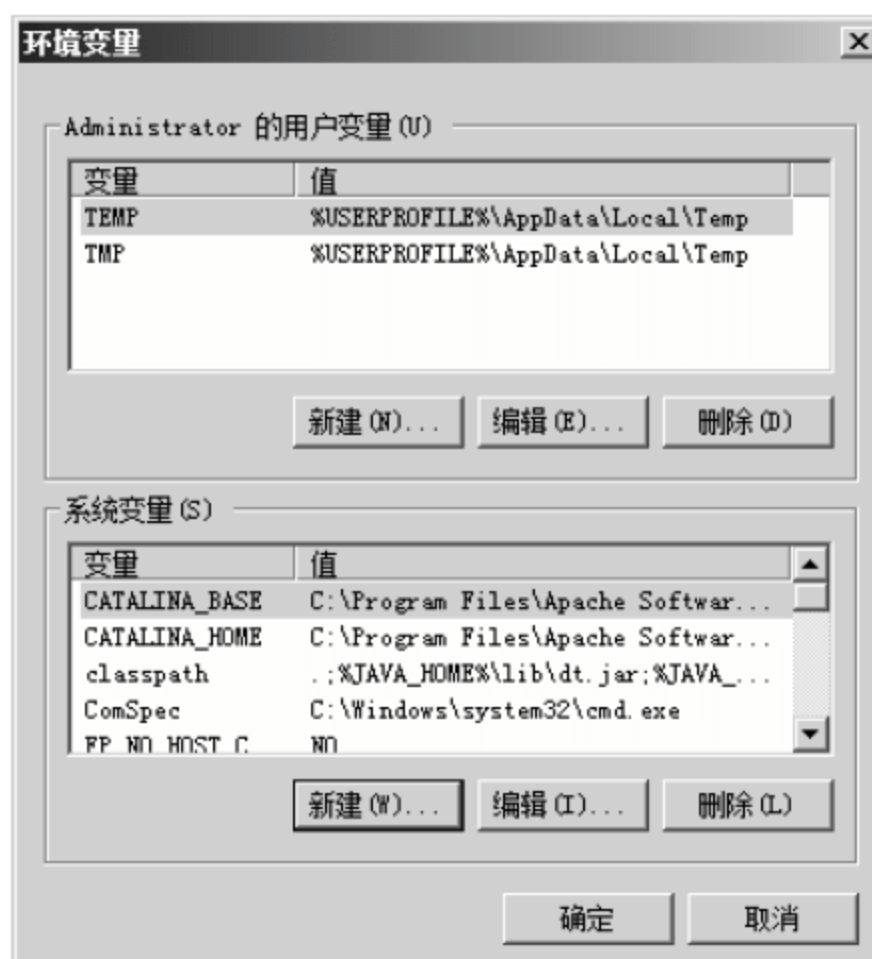 环境变量
Administrator 的用户变量(U)
变量 值
TEMP %USERPROFILE%\AppData\Local\Temp
TMP %USERPROFILE%\AppData\Local\Temp
新建(N)... 编辑(E)... 删除(D)
系统变量(S)
变量 值
CATALINA_BASE C:\Program Files\Apache Softwar...
CATALINA_HOME C:\Program Files\Apache Softwar...
classpath .;%JAVA_HOME%\lib\dt.jar;%JAVA_...
ComSpec C:\Windows\system32\cmd.exe
FP_NO_HOST_C NO
新建(W)... 编辑(I)... 删除(L)
确定 取消